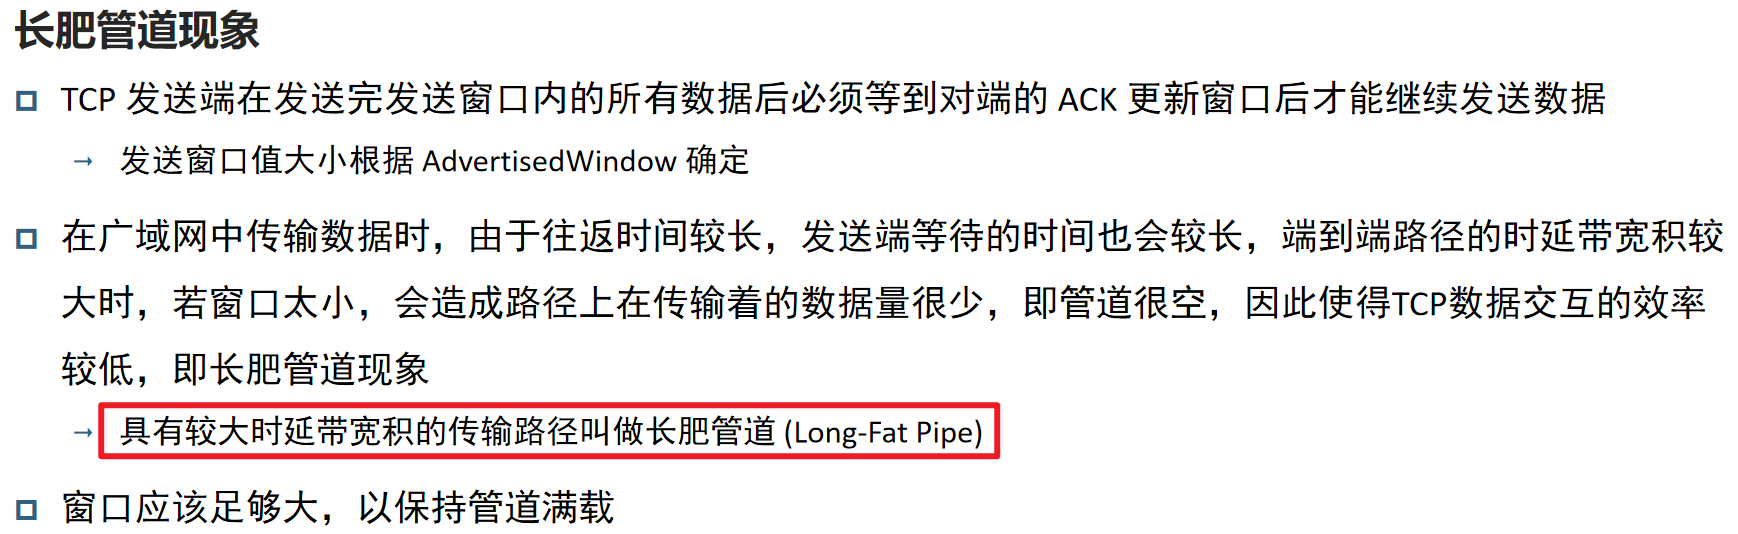 长肥管道现象
TCP 发送端在发送完发送窗口内的所有数据后必须等到对端的 ACK 更新窗口后才能继续发送数据
→ 发送窗口值大小根据 AdvertisedWindow 确定
在广域网中传输数据时，由于往返时间较长，发送端等待的时间也会较长，端到端路径的时延带宽积较
大时，若窗口太小，会造成路径上在传输着的数据量很少，即管道很空，因此使得TCP数据交互的效率
较低，即长肥管道现象
→ 具有较大时延带宽积的传输路径叫做长肥管道 (Long-Fat Pipe)
窗口应该足够大，以保持管道满载